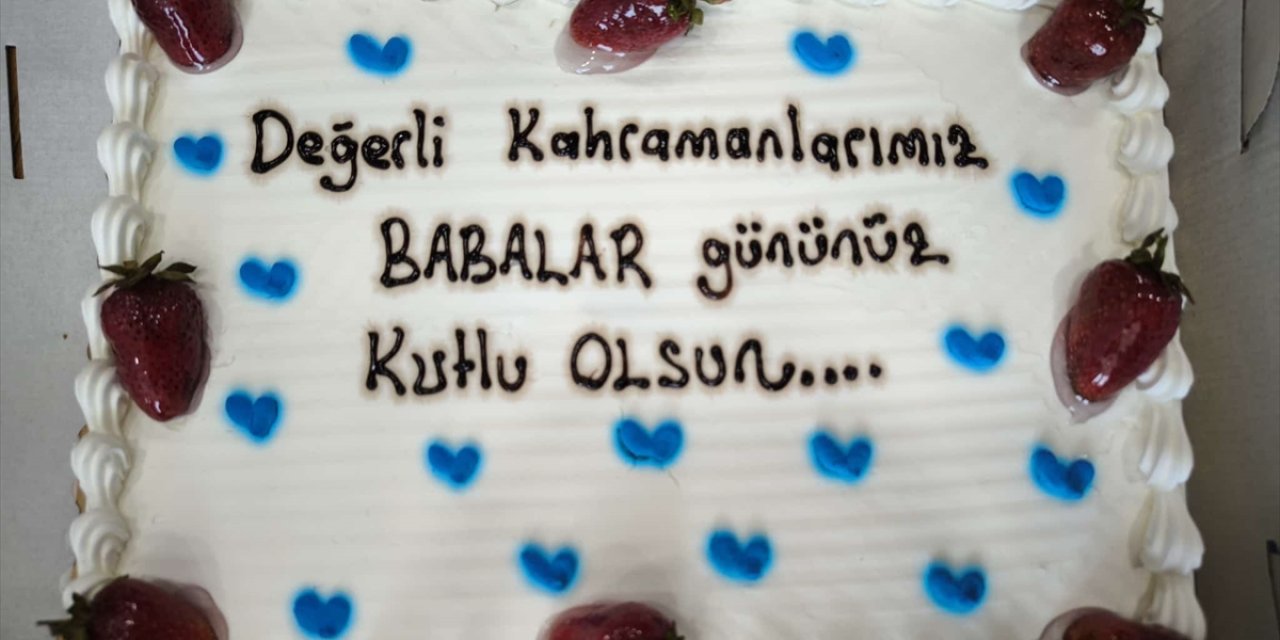 Değerli Kahramanlarımız
BABALAR gününüz
Kutlu OLSUN....